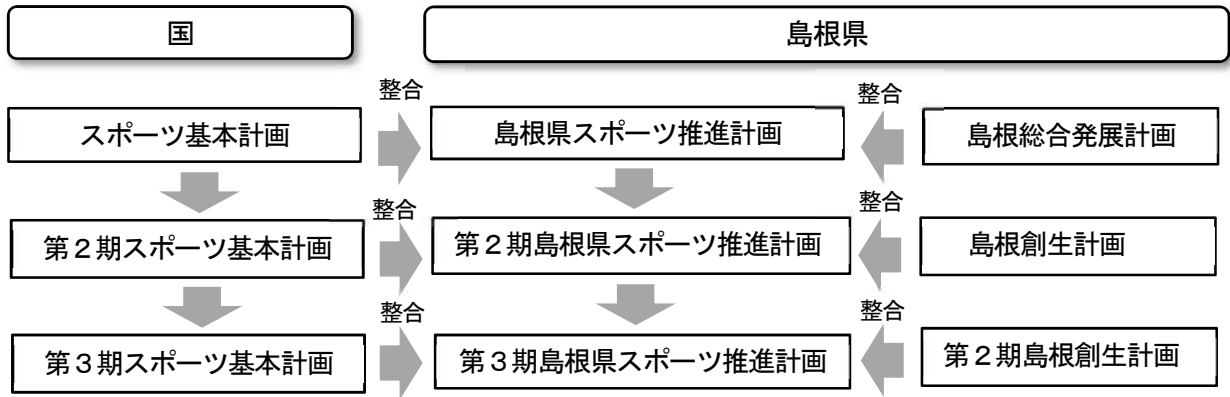 国
島根県
整合
整合
スポーツ基本計画
島根県スポーツ推進計画
島根総合発展計画
整合
整合
第２期スポーツ基本計画
第２期島根県スポーツ推進計画
島根創生計画
整合
整合
第３期スポーツ基本計画
第３期島根県スポーツ推進計画
第２期島根創生計画